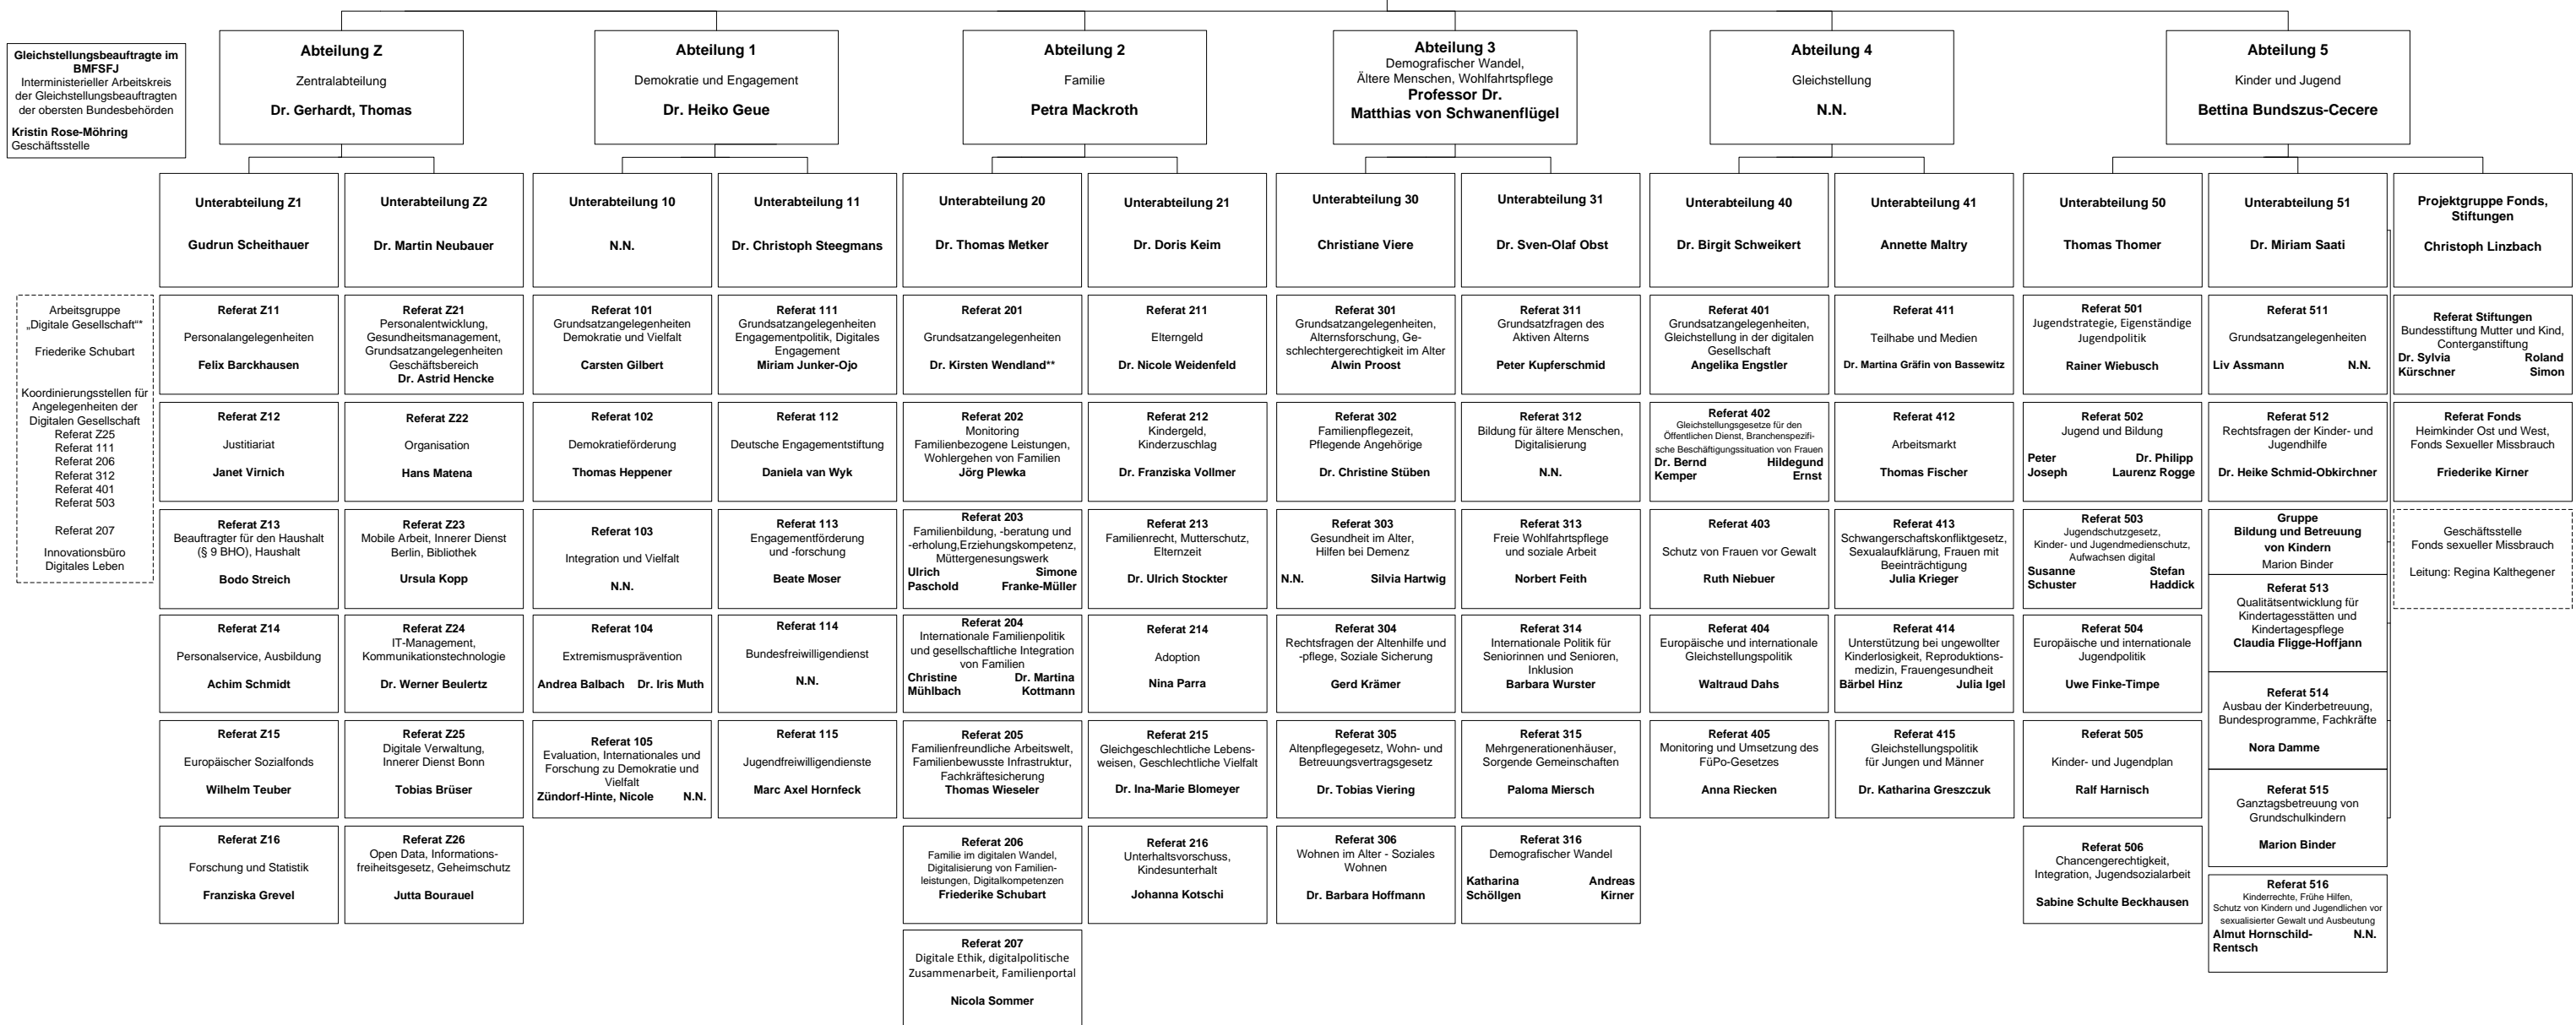 Gleichstellungsbeauftragte im
BMFSFJ
Interministerieller Arbeitskreis
der Gleichstellungsbeauftragten
der obersten Bundesbehörden
Kristin Rose-Möhring
Geschäftsstelle
Abteilung Z
Zentralabteilung
Dr. Gerhardt, Thomas
Abteilung 1
Demokratie und Engagement
Dr. Heiko Geue
Abteilung 2
Familie
Petra Mackroth
Abteilung 3
Demografischer Wandel,
Ältere Menschen, Wohlfahrtspflege
Professor Dr.
Matthias von Schwanenflügel
Abteilung 4
Gleichstellung
N.N.
Abteilung 5
Kinder und Jugend
Bettina Bundszus-Cecere
Unterabteilung Z1
Gudrun Scheithauer
Unterabteilung Z2
Dr. Martin Neubauer
Unterabteilung 10
N.N.
Unterabteilung 11
Dr. Christoph Steegmans
Unterabteilung 20
Dr. Thomas Metker
Unterabteilung 21
Dr. Doris Keim
Unterabteilung 30
Christiane Viere
Unterabteilung 31
Dr. Sven-Olaf Obst
Unterabteilung 40
Dr. Birgit Schweikert
Unterabteilung 41
Annette Maltry
Unterabteilung 50
Thomas Thomer
Unterabteilung 51
Dr. Miriam Saati
Projektgruppe Fonds,
Stiftungen
Christoph Linzbach
Arbeitsgruppe
„Digitale Gesellschaft"*
Friederike Schubart
Koordinierungsstellen für
Angelegenheiten der
Digitalen Gesellschaft
Referat Z25
Referat 111
Referat 206
Referat 312
Referat 401
Referat 503
Referat 207
Innovationsbüro
Digitales Leben
Referat Z11
Personalangelegenheiten
Felix Barckhausen
Referat Z21
Personalentwicklung,
Gesundheitsmanagement,
Grundsatzangelegenheiten
Geschäftsbereich
Dr. Astrid Hencke
Referat 101
Grundsatzangelegenheiten
Demokratie und Vielfalt
Carsten Gilbert
Referat 111
Grundsatzangelegenheiten
Engagementpolitik, Digitales
Engagement
Miriam Junker-Ojo
Referat 201
Grundsatzangelegenheiten
Dr. Kirsten Wendland**
Referat 211
Elterngeld
Dr. Nicole Weidenfeld
Referat 301
Grundsatzangelegenheiten,
Alternsforschung, Ge-
schlechtergerechtigkeit im Alter
Alwin Proost
Referat 311
Grundsatzfragen des
Aktiven Alterns
Peter Kupferschmid
Referat 401
Grundsatzangelegenheiten,
Gleichstellung in der digitalen
Gesellschaft
Angelika Engstler
Referat 411
Teilhabe und Medien
Dr. Martina Gräfin von Bassewitz
Referat 501
Jugendstrategie, Eigenständige
Jugendpolitik
Rainer Wiebusch
Referat 511
Grundsatzangelegenheiten
Liv Assmann N.N.
Referat Stiftungen
Bundesstiftung Mutter und Kind,
Conterganstiftung
Dr. Sylvia Roland
Kürschner Simon
Referat Z12
Justitiariat
Janet Virnich
Referat Z22
Organisation
Hans Matena
Referat 102
Demokratieförderung
Thomas Heppener
Referat 112
Deutsche Engagementstiftung
Daniela van Wyk
Referat 202
Monitoring
Familienbezogene Leistungen,
Wohlergehen von Familien
Jörg Plewka
Referat 212
Kindergeld,
Kinderzuschlag
Dr. Franziska Vollmer
Referat 302
Familienpflegezeit,
Pflegende Angehörige
Dr. Christine Stüben
Referat 312
Bildung für ältere Menschen,
Digitalisierung
N.N.
Referat 402
Gleichstellungsgesetze für den
Öffentlichen Dienst, Branchenspezifi-
sche Beschäftigungssituation von Frauen
Dr. Bernd Hildegund
Kemper Ernst
Referat 412
Arbeitsmarkt
Thomas Fischer
Referat 502
Jugend und Bildung
Peter Dr. Philipp
Joseph Laurenz Rogge
Referat 512
Rechtsfragen der Kinder- und
Jugendhilfe
Dr. Heike Schmid-Obkirchner
Referat Fonds
Heimkinder Ost und West,
Fonds Sexueller Missbrauch
Friederike Kirner
Referat Z13
Beauftragter für den Haushalt
(§ 9 BHO), Haushalt
Bodo Streich
Referat Z23
Mobile Arbeit, Innerer Dienst
Berlin, Bibliothek
Ursula Kopp
Referat 103
Integration und Vielfalt
N.N.
Referat 113
Engagementförderung
und -forschung
Beate Moser
Referat 203
Familienbildung, -beratung und
-erholung,Erziehungskompetenz,
Müttergenesungswerk
Ulrich Simone
Paschold Franke-Müller
Referat 213
Familienrecht, Mutterschutz,
Elternzeit
Dr. Ulrich Stockter
Referat 303
Gesundheit im Alter,
Hilfen bei Demenz
N.N. Silvia Hartwig
Referat 313
Freie Wohlfahrtspflege
und soziale Arbeit
Norbert Feith
Referat 403
Schutz von Frauen vor Gewalt
Ruth Niebuer
Referat 413
Schwangerschaftskonfliktgesetz,
Sexualaufklärung, Frauen mit
Beeinträchtigung
Julia Krieger
Referat 503
Jugendschutzgesetz,
Kinder- und Jugendmedienschutz,
Aufwachsen digital
Susanne Stefan
Schuster Haddick
Gruppe
Bildung und Betreuung
von Kindern
Marion Binder
Geschäftsstelle
Fonds sexueller Missbrauch
Leitung: Regina Kalthegener
Referat 513
Qualitätsentwicklung für
Kindertagesstätten und
Kindertagespflege
Claudia Fligge-Hoffjann
Referat Z14
Personalservice, Ausbildung
Achim Schmidt
Referat Z24
IT-Management,
Kommunikationstechnologie
Dr. Werner Beulertz
Referat 104
Extremismusprävention
Andrea Balbach Dr. Iris Muth
Referat 114
Bundesfreiwilligendienst
N.N.
Referat 204
Internationale Familienpolitik
und gesellschaftliche Integration
von Familien
Christine Dr. Martina
Mühlbach Kottmann
Referat 214
Adoption
Nina Parra
Referat 304
Rechtsfragen der Altenhilfe und
-pflege, Soziale Sicherung
Gerd Krämer
Referat 314
Internationale Politik für
Seniorinnen und Senioren,
Inklusion
Barbara Wurster
Referat 404
Europäische und internationale
Gleichstellungspolitik
Waltraud Dahs
Referat 414
Unterstützung bei ungewollter
Kinderlosigkeit, Reproduktions-
medizin, Frauengesundheit
Bärbel Hinz Julia Igel
Referat 504
Europäische und internationale
Jugendpolitik
Uwe Finke-Timpe
Referat 514
Ausbau der Kinderbetreuung,
Bundesprogramme, Fachkräfte
Nora Damme
Referat Z15
Europäischer Sozialfonds
Wilhelm Teuber
Referat Z25
Digitale Verwaltung,
Innerer Dienst Bonn
Tobias Brüser
Referat 105
Evaluation, Internationales und
Forschung zu Demokratie und
Vielfalt
Zündorf-Hinte, Nicole N.N.
Referat 115
Jugendfreiwilligendienste
Marc Axel Hornfeck
Referat 205
Familienfreundliche Arbeitswelt,
Familienbewusste Infrastruktur,
Fachkräftesicherung
Thomas Wieseler
Referat 215
Gleichgeschlechtliche Lebens-
weisen, Geschlechtliche Vielfalt
Dr. Ina-Marie Blomeyer
Referat 305
Altenpflegegesetz, Wohn- und
Betreuungsvertragsgesetz
Dr. Tobias Viering
Referat 315
Mehrgenerationenhäuser,
Sorgende Gemeinschaften
Paloma Miersch
Referat 405
Monitoring und Umsetzung des
FüPo-Gesetzes
Anna Riecken
Referat 415
Gleichstellungspolitik
für Jungen und Männer
Dr. Katharina Greszczuk
Referat 505
Kinder- und Jugendplan
Ralf Harnisch
Referat 515
Ganztagsbetreuung von
Grundschulkindern
Marion Binder
Referat Z16
Forschung und Statistik
Franziska Grevel
Referat Z26
Open Data, Informations-
freiheitsgesetz, Geheimschutz
Jutta Bourauel
Referat 206
Familie im digitalen Wandel,
Digitalisierung von Familien-
leistungen, Digitalkompetenzen
Friederike Schubart
Referat 216
Unterhaltsvorschuss,
Kindesunterhalt
Johanna Kotschi
Referat 306
Wohnen im Alter - Soziales
Wohnen
Dr. Barbara Hoffmann
Referat 316
Demografischer Wandel
Katharina Andreas
Schöllgen Kirner
Referat 506
Chancengerechtigkeit,
Integration, Jugendsozialarbeit
Sabine Schulte Beckhausen
Referat 516
Kinderrechte, Frühe Hilfen,
Schutz von Kindern und Jugendlichen vor
sexualisierter Gewalt und Ausbeutung
Almut Hornschild- N.N.
Rentsch
Referat 207
Digitale Ethik, digitalpolitische
Zusammenarbeit, Familienportal
Nicola Sommer